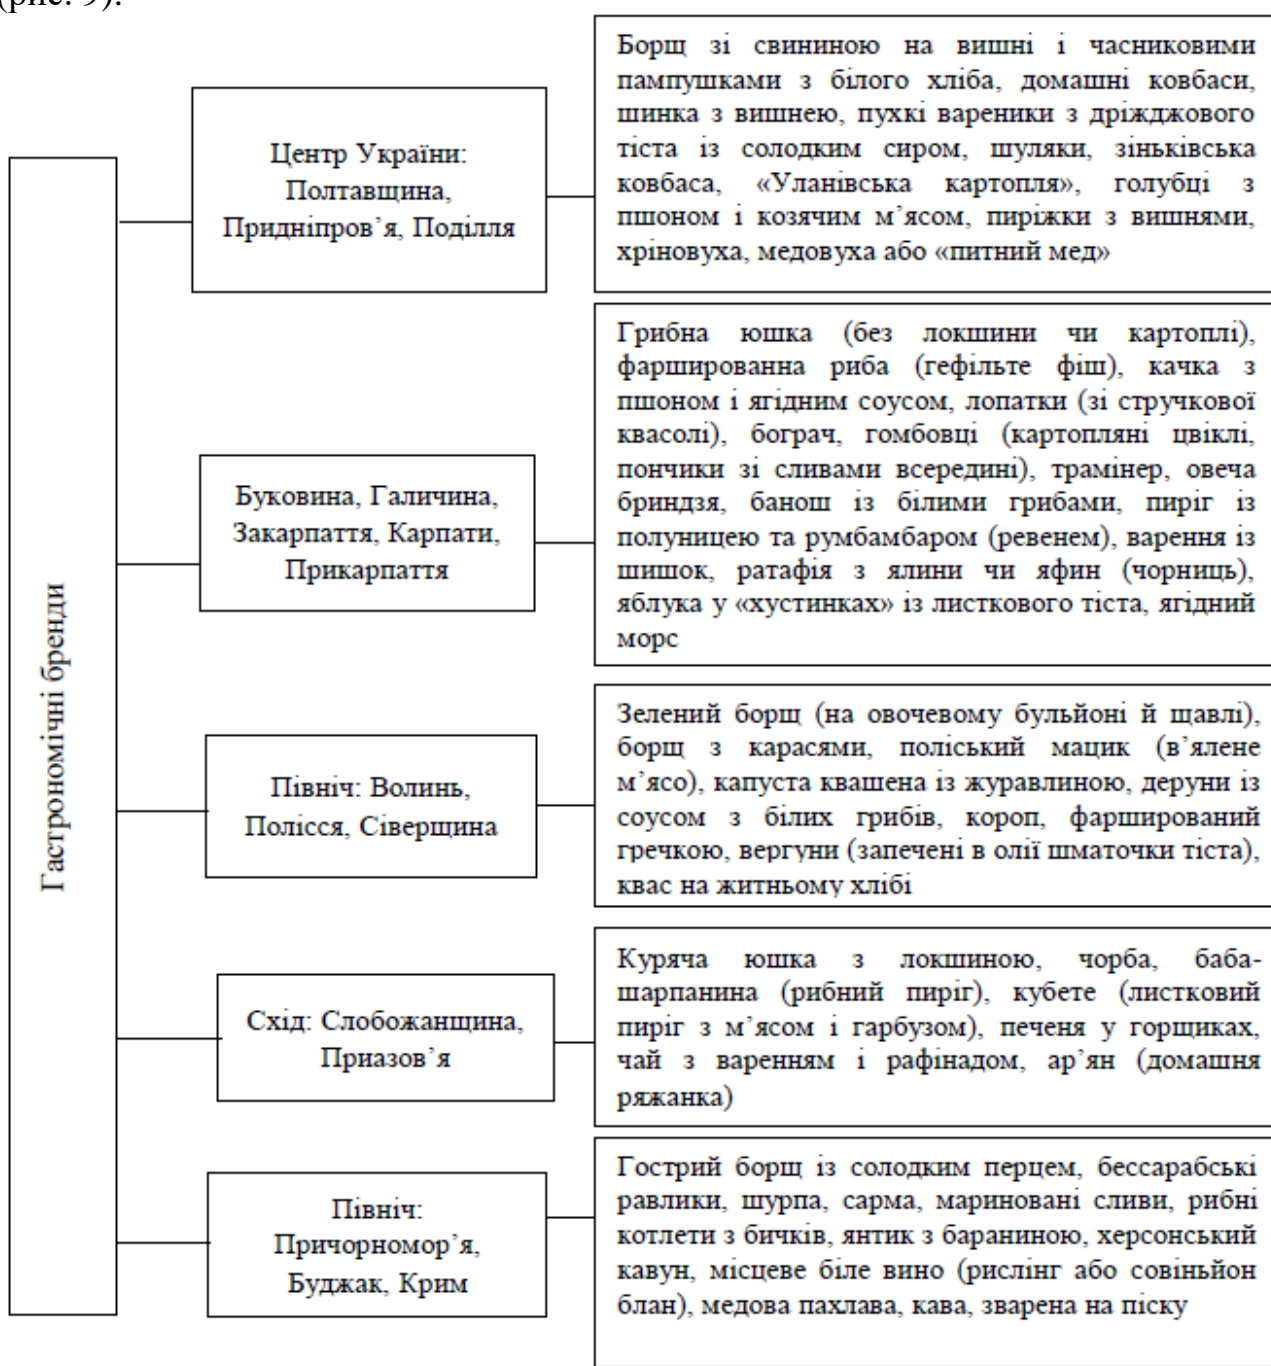 (рис. 9).
Гастрономічні бренди
Центр України:
Полтавщина,
Придніпров’я, Поділля
Борщ зі свининою на вишні і часниковими
пампушками з білого хліба, домашні ковбаси,
шинка з вишнею, пухкі вареники з дріжджового
тіста із солодким сиром, шуляки, зіньківська
ковбаса, «Уланівська картопля», голубці з
пшоном і козячим м’ясом, пиріжки з вишнями,
хріновуха, медовуха або «питний мед»
Буковина, Галичина,
Закарпаття, Карпати,
Прикарпаття
Грибна юшка (без локшини чи картоплі),
фаршированна риба (гефільте фіш), качка з
пшоном і ягідним соусом, лопатки (зі стручкової
квасолі), бограч, гомбовці (картопляні цвіклі,
пончики зі сливами всередині), трамінер, овеча
бриндзя, банош із білими грибами, пиріг із
полуницею та румбамбаром (ревенем), варення із
шишок, ратафія з ялини чи яфин (чорниць),
яблука у «хустинках» із листкового тіста, ягідний
морс
Північ: Волинь,
Полісся, Сіверщина
Зелений борщ (на овочевому бульйоні й щавлі),
борщ з карасями, поліський мацик (в’ялене
м’ясо), капуста квашена із журавлиною, деруни із
соусом з білих грибів, короп, фарширований
гречкою, вергуни (запечені в олії шматочки тіста),
квас на житньому хлібі
Схід: Слобожанщина,
Приазов’я
Куряча юшка з локшиною, чорба, баба-
шарпанина (рибний пиріг), кубете (листковий
пиріг з м’ясом і гарбузом), печеня у горщиках,
чай з варенням і рафінадом, ар’ян (домашня
ряжанка)
Північ:
Причорномор’я,
Буджак, Крим
Гострий борщ із солодким перцем, бессарабські
равлики, шурпа, сарма, мариновані сливи, рибні
котлети з бичків, янтик з бараниною, херсонський
кавун, місцеве біле вино (рислінг або совіньйон
блан), медова пахлава, кава, зварена на піску